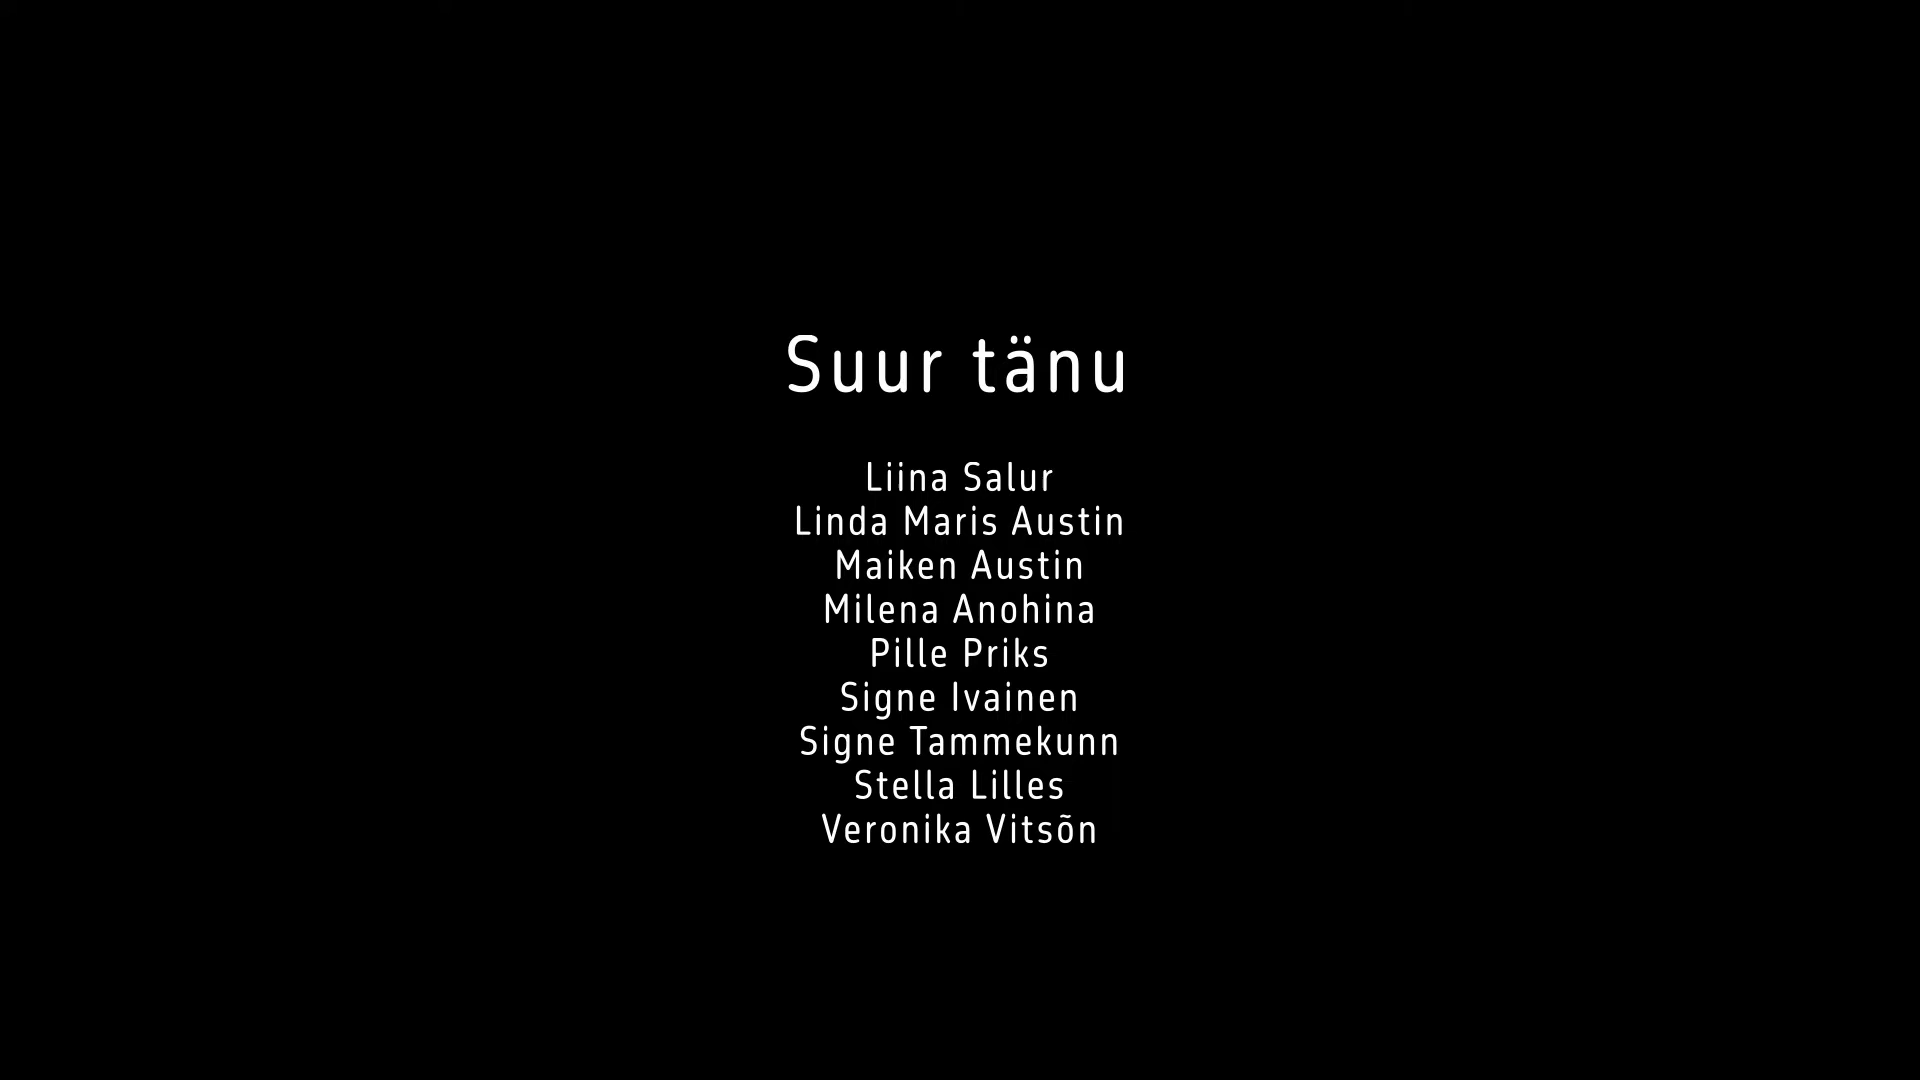 Suur tänu
Liina Salur
Linda Maris Austin
Maiken Austin
Milena Anohina
Pille Priks
Signe Ivainen
Signe Tammekunn
Stella Lilles
Veronika Vitsõn